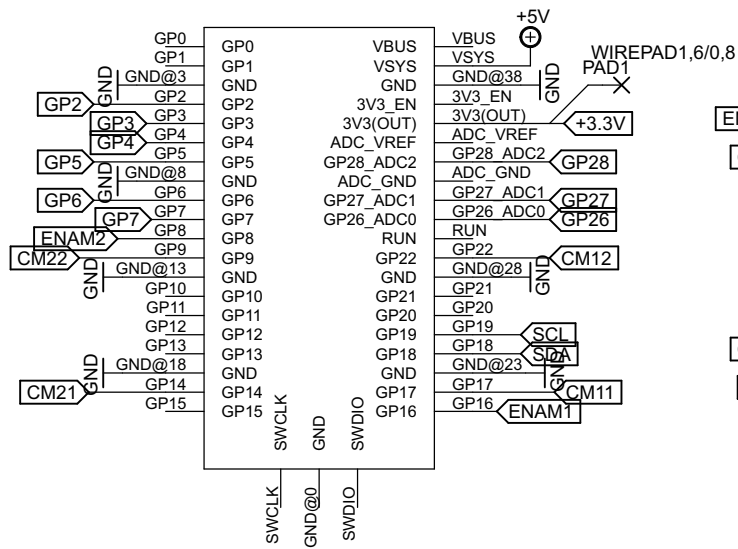 +5V
WIREPAD1,6/0,8
PAD1
GP0 GP0 VBUS VBUS
GP1 GP1 VSYS VSYS
GND GND@3 GND GND GND@38 GND
GP2 GP2 GP2 3V3_EN 3V3_EN
GP3 GP3 GP3 3V3(OUT) 3V3(OUT) +3.3V
GP4 GP4 GP4 ADC_VREF ADC_VREF
GP5 GP5 GP5 GP28_ADC2 GP28_ADC2 GP28
GND GND@8 GND ADC_GND ADC_GND
GP6 GP6 GP6 GP27_ADC1 GP27_ADC1 GP27
GP7 GP7 GP7 GP26_ADC0 GP26_ADC0 GP26
ENAM2 GP8 GP8 RUN RUN
CM22 GP9 GP9 GP22 GP22 CM12
GND GND@13 GND GND GND@28 GND
GP10 GP10 GP21 GP21
GP11 GP11 GP20 GP20
GP12 GP12 GP19 GP19 SCL
GP13 GP13 GP18 GP18 SDA
GND GND@18 GND GND GND@23 GND
CM21 GP14 GP14 GP17 GP17 CM11
GP15 GP15 GP16 GP16 ENAM1
SWCLK GND SWDIO
SWCLK GND@0 SWDIO